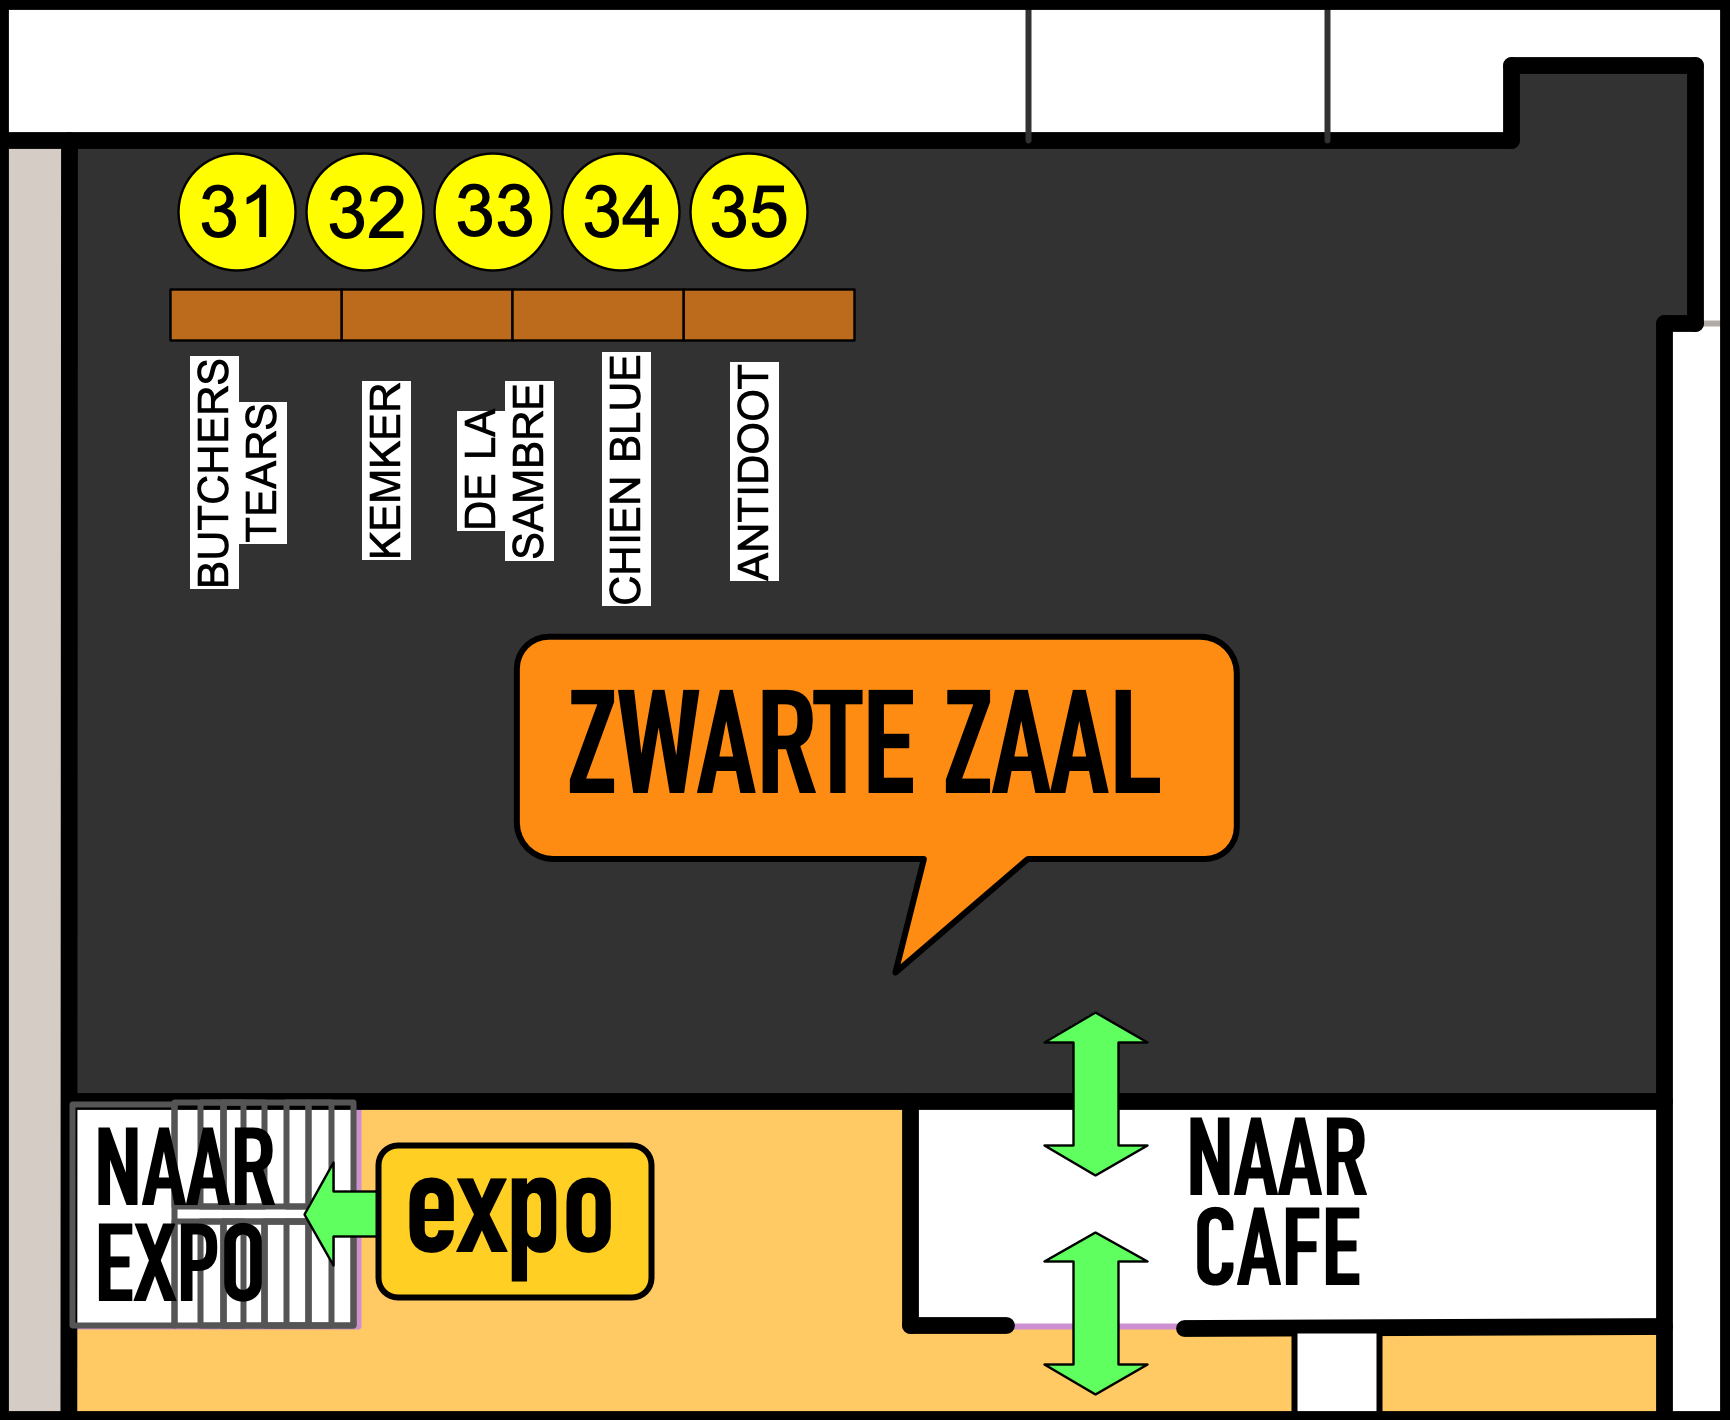 31 32 33 34 35
BUTCHERS
TEARS
KEMKER
DE LA
SAMBRE
CHIEN BLUE
ANTIDOOT
ZWARTE ZAAL
NAAR
EXPO
expo
NAAR
CAFE